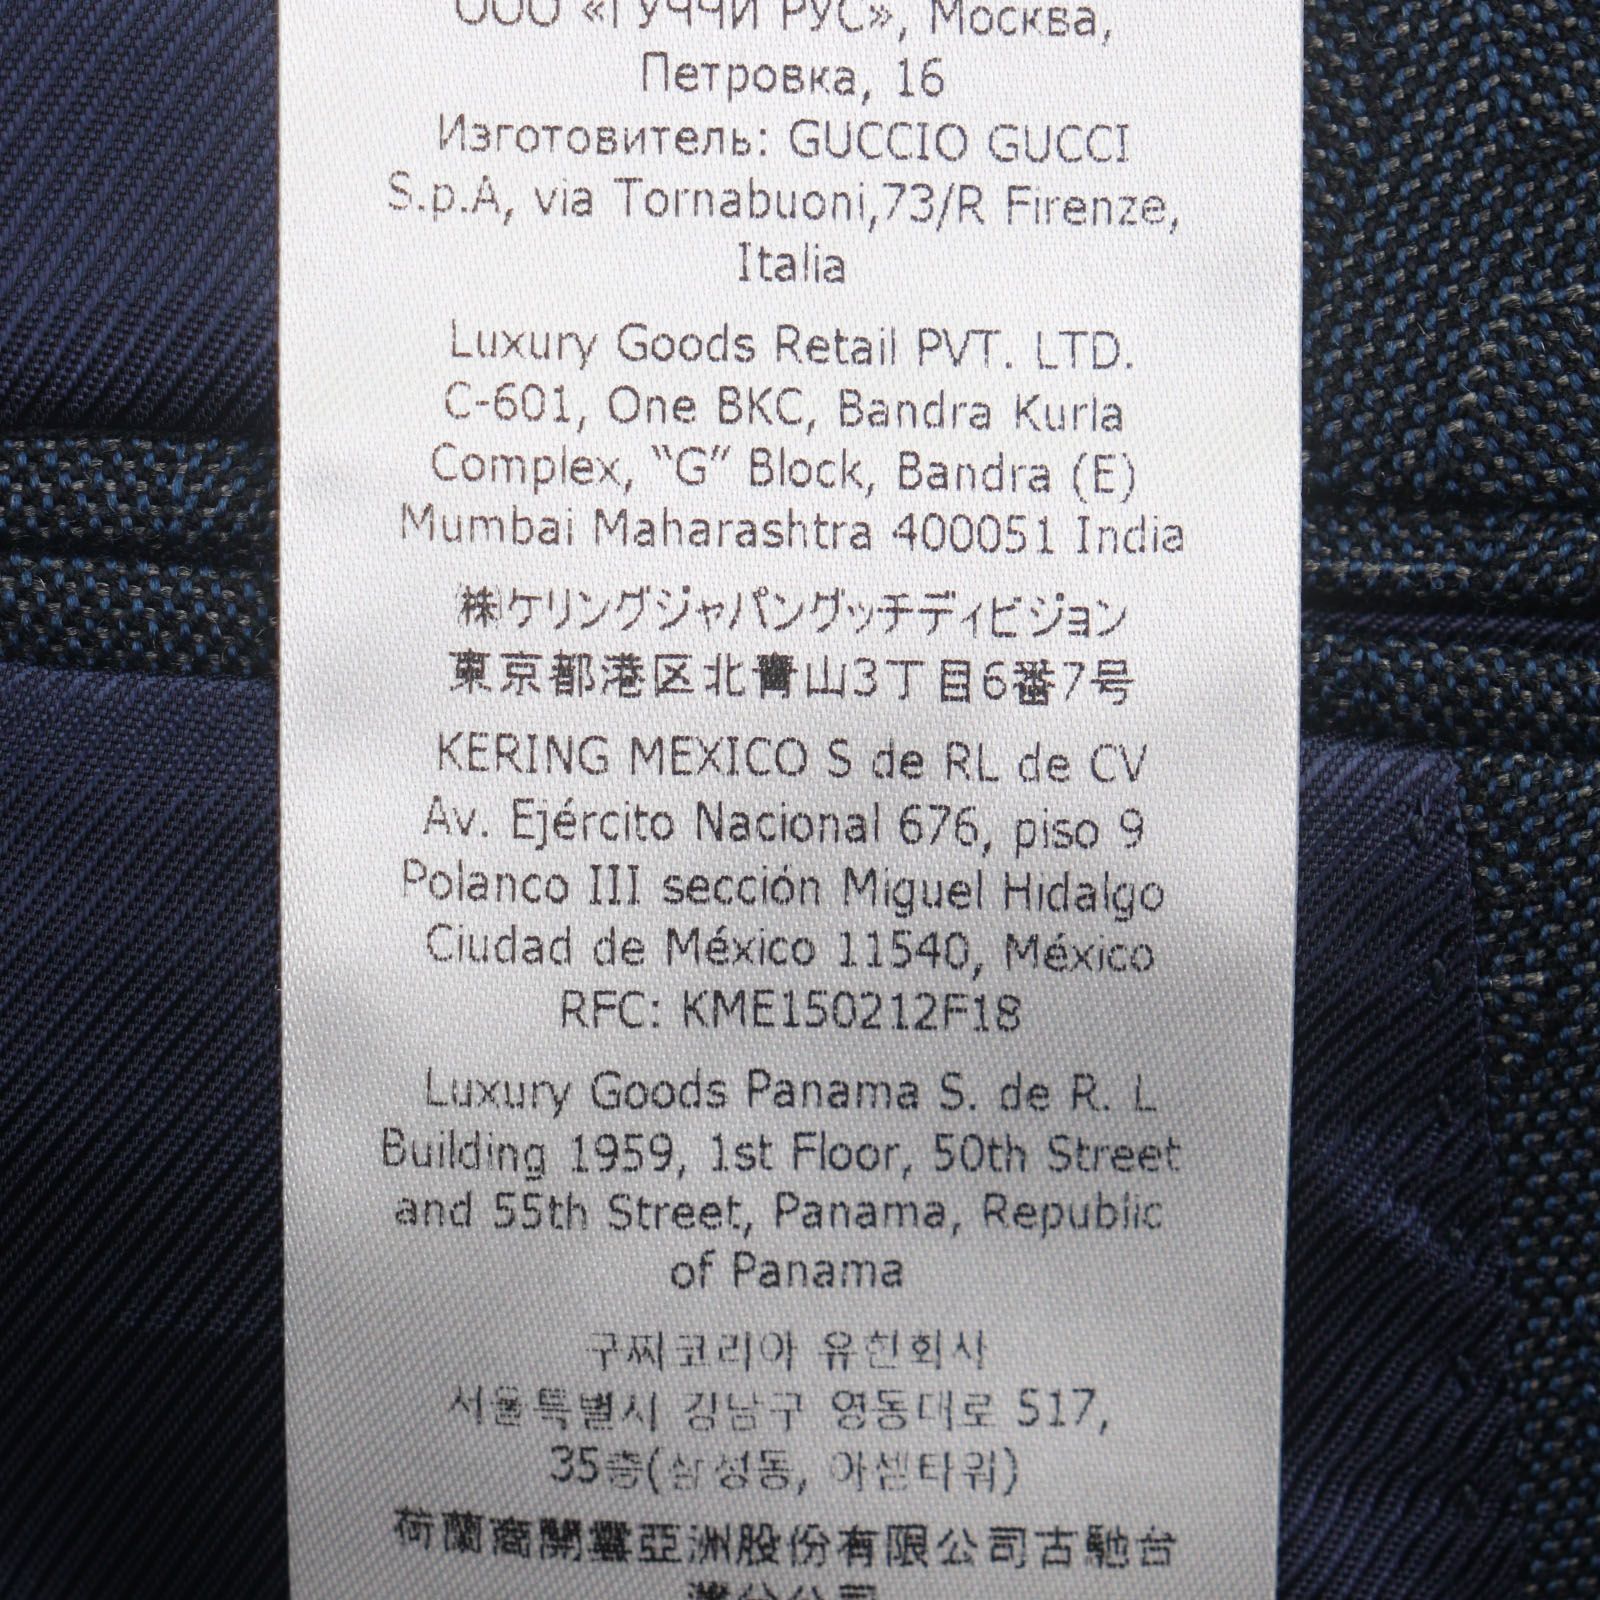 ООО «ГУЧЧИ РУС», Москва,
Петровка, 16
Изготовитель: GUCCIO GUCCI
S.p.A, via Tornabuoni,73/R Firenze,
Italia
Luxury Goods Retail PVT. LTD.
C-601, One BKC, Bandra Kurla
Complex, “G” Block, Bandra (E)
Mumbai Maharashtra 400051 India
㈱ケリングジャパングッチディビジョン
東京都港区北青山3丁目6番7号
KERING MEXICO S de RL de CV
Av. Ejército Nacional 676, piso 9
Polanco III sección Miguel Hidalgo
Ciudad de México 11540, México
RFC: KME150212F18
Luxury Goods Panama S. de R. L
Building 1959, 1st Floor, 50th Street
and 55th Street, Panama, Republic
of Panama
구찌코리아 유한회사
서울특별시 강남구 영동대로 517,
35층(삼성동, 아셈타워)
荷蘭商開雲亞洲股份有限公司古馳台
灣分公司